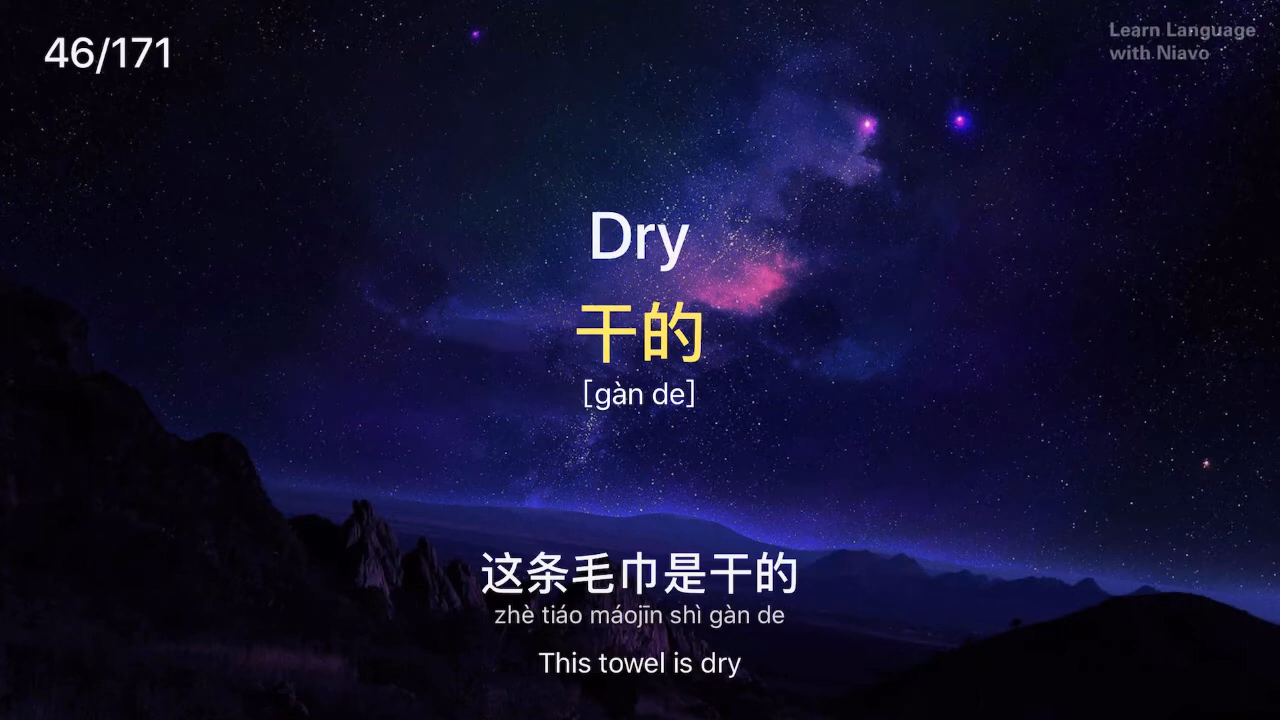 46/171
Learn Language
with Niavo
Dry
干的
[gàn de]
这条毛巾是干的
zhè tiáo máojīn shì gàn de
This towel is dry